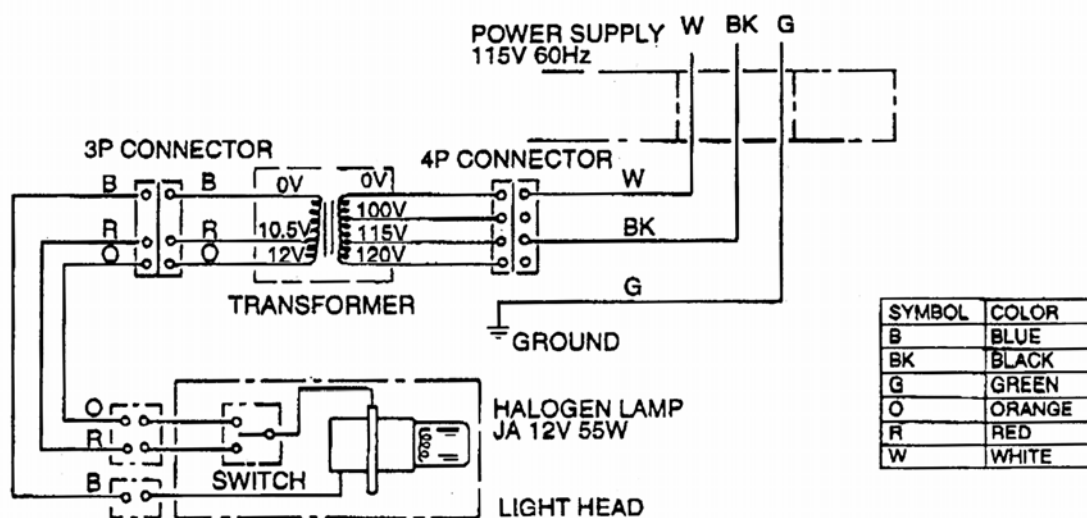 POWER SUPPLY W BK G
115V 60Hz
3P CONNECTOR
4P CONNECTOR
B B 0V 0V W
100V
R R 10.5V 115V BK
O O 12V 120V
TRANSFORMER
G
GROUND
SYMBOL COLOR
B BLUE
BK BLACK
G GREEN
O ORANGE
R RED
W WHITE
O
R
B
SWITCH
HALOGEN LAMP
JA 12V 55W
LIGHT HEAD